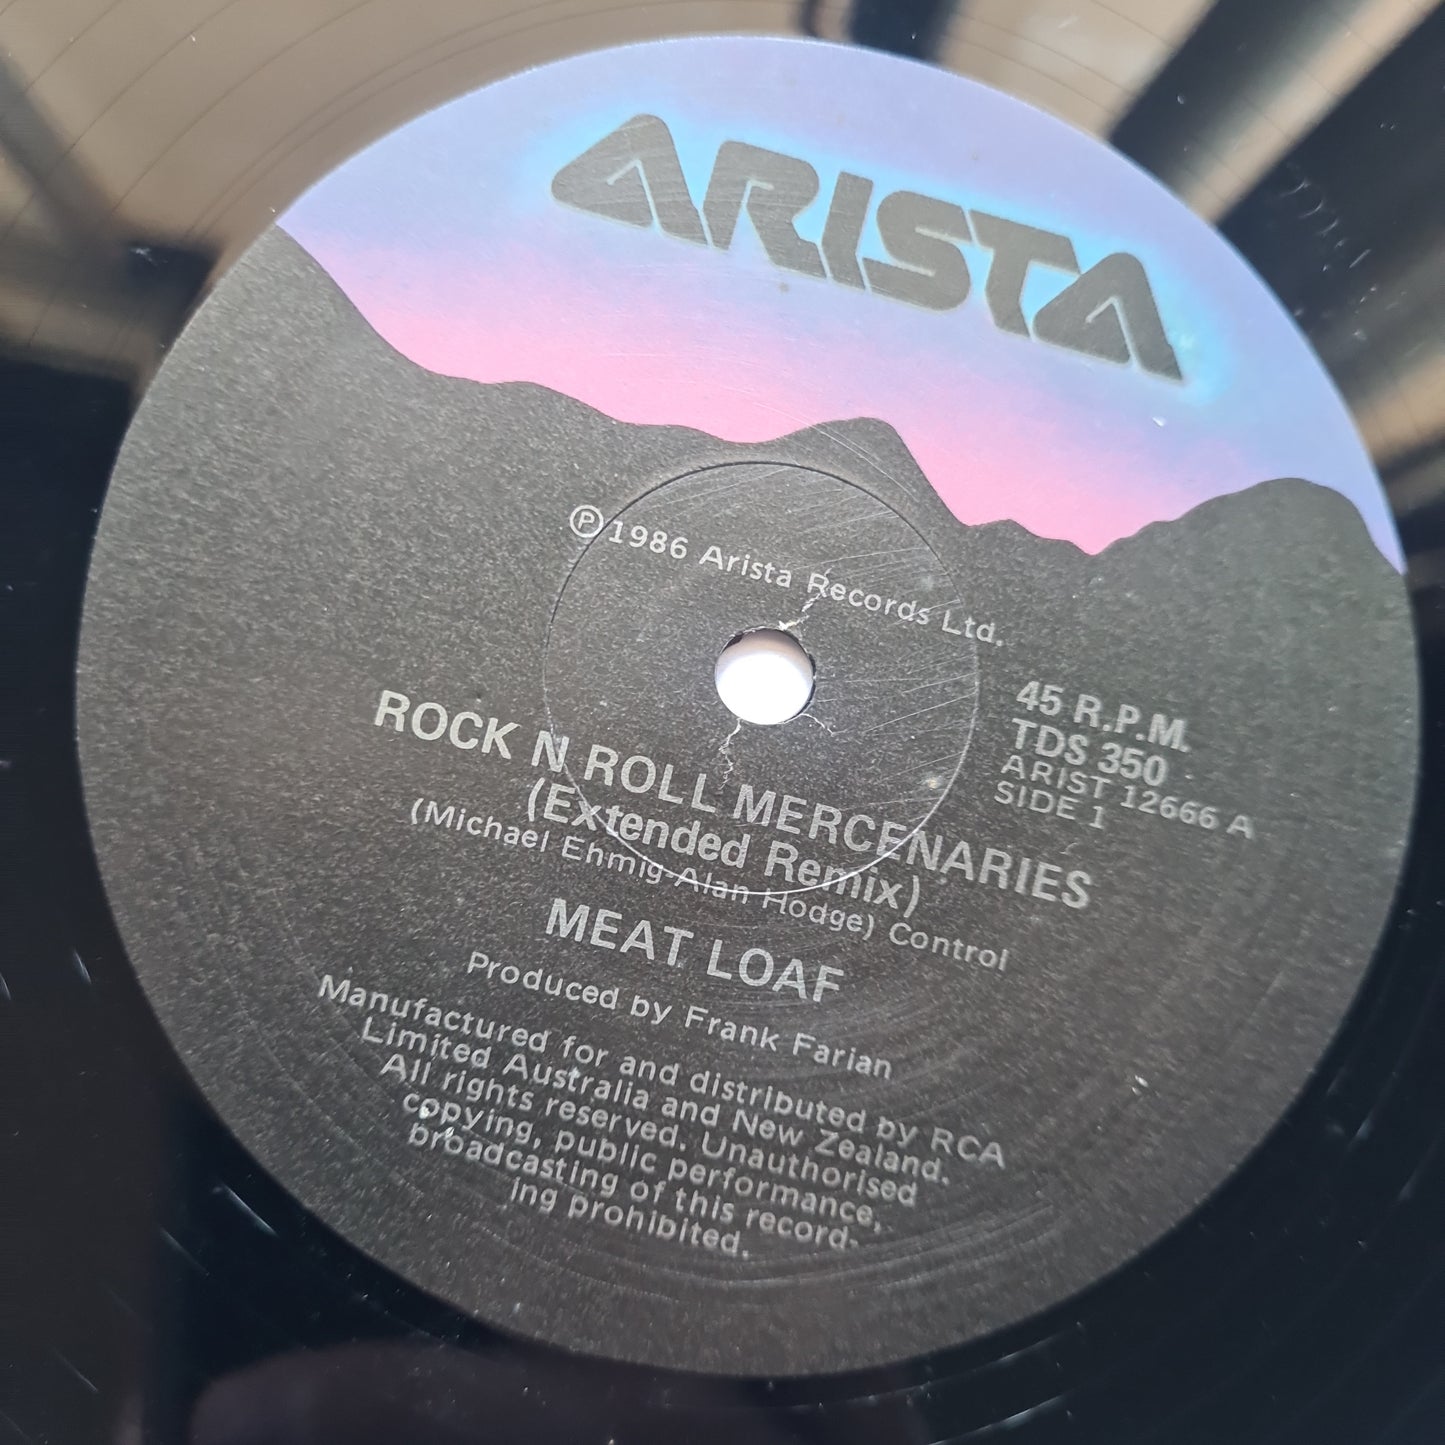 ARISTA
℗1986 Arista Records Ltd.
45 R.P.M.
TDS 350
ARIST 12666 A
SIDE 1
ROCK N ROLL MERCENARIES
(Extended Remix)
(Michael Ehmig-Alan Hodge) Control
MEAT LOAF
Produced by Frank Farian
Manufactured for and distributed by RCA
Limited Australia and New Zealand.
All rights reserved. Unauthorised
copying, public performance,
broadcasting of this record-
ing prohibited.